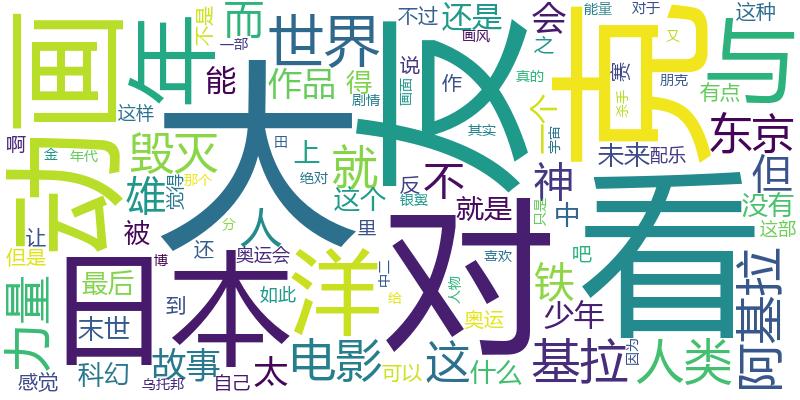 大
友
克
对
看
日本
动画
洋
年
与
世界
而
毁灭
作品
得
能
还是
不过
会
之
这种
能量
对于
又
不是
一部
画风
说
作
真的
朋克
杀手
赛
有点
剧情
画面
其实
宇宙
一个
东京
未来
配乐
但
没有
这部
神
中
不
反
就
上
这个
就是
银翼
只是
绝对
田
雄
觉得
那个
人
里
还
被
让
啊
金
年代
这样
但是
力量
最后
末世
到
奥运会
博
分
如此
故事
科幻
感觉
乌托邦
自己
太
电影
中二
给
可以
这
人物
喜欢
奥运
什么
吧
铁
少年
基拉
因为
人类
阿基拉